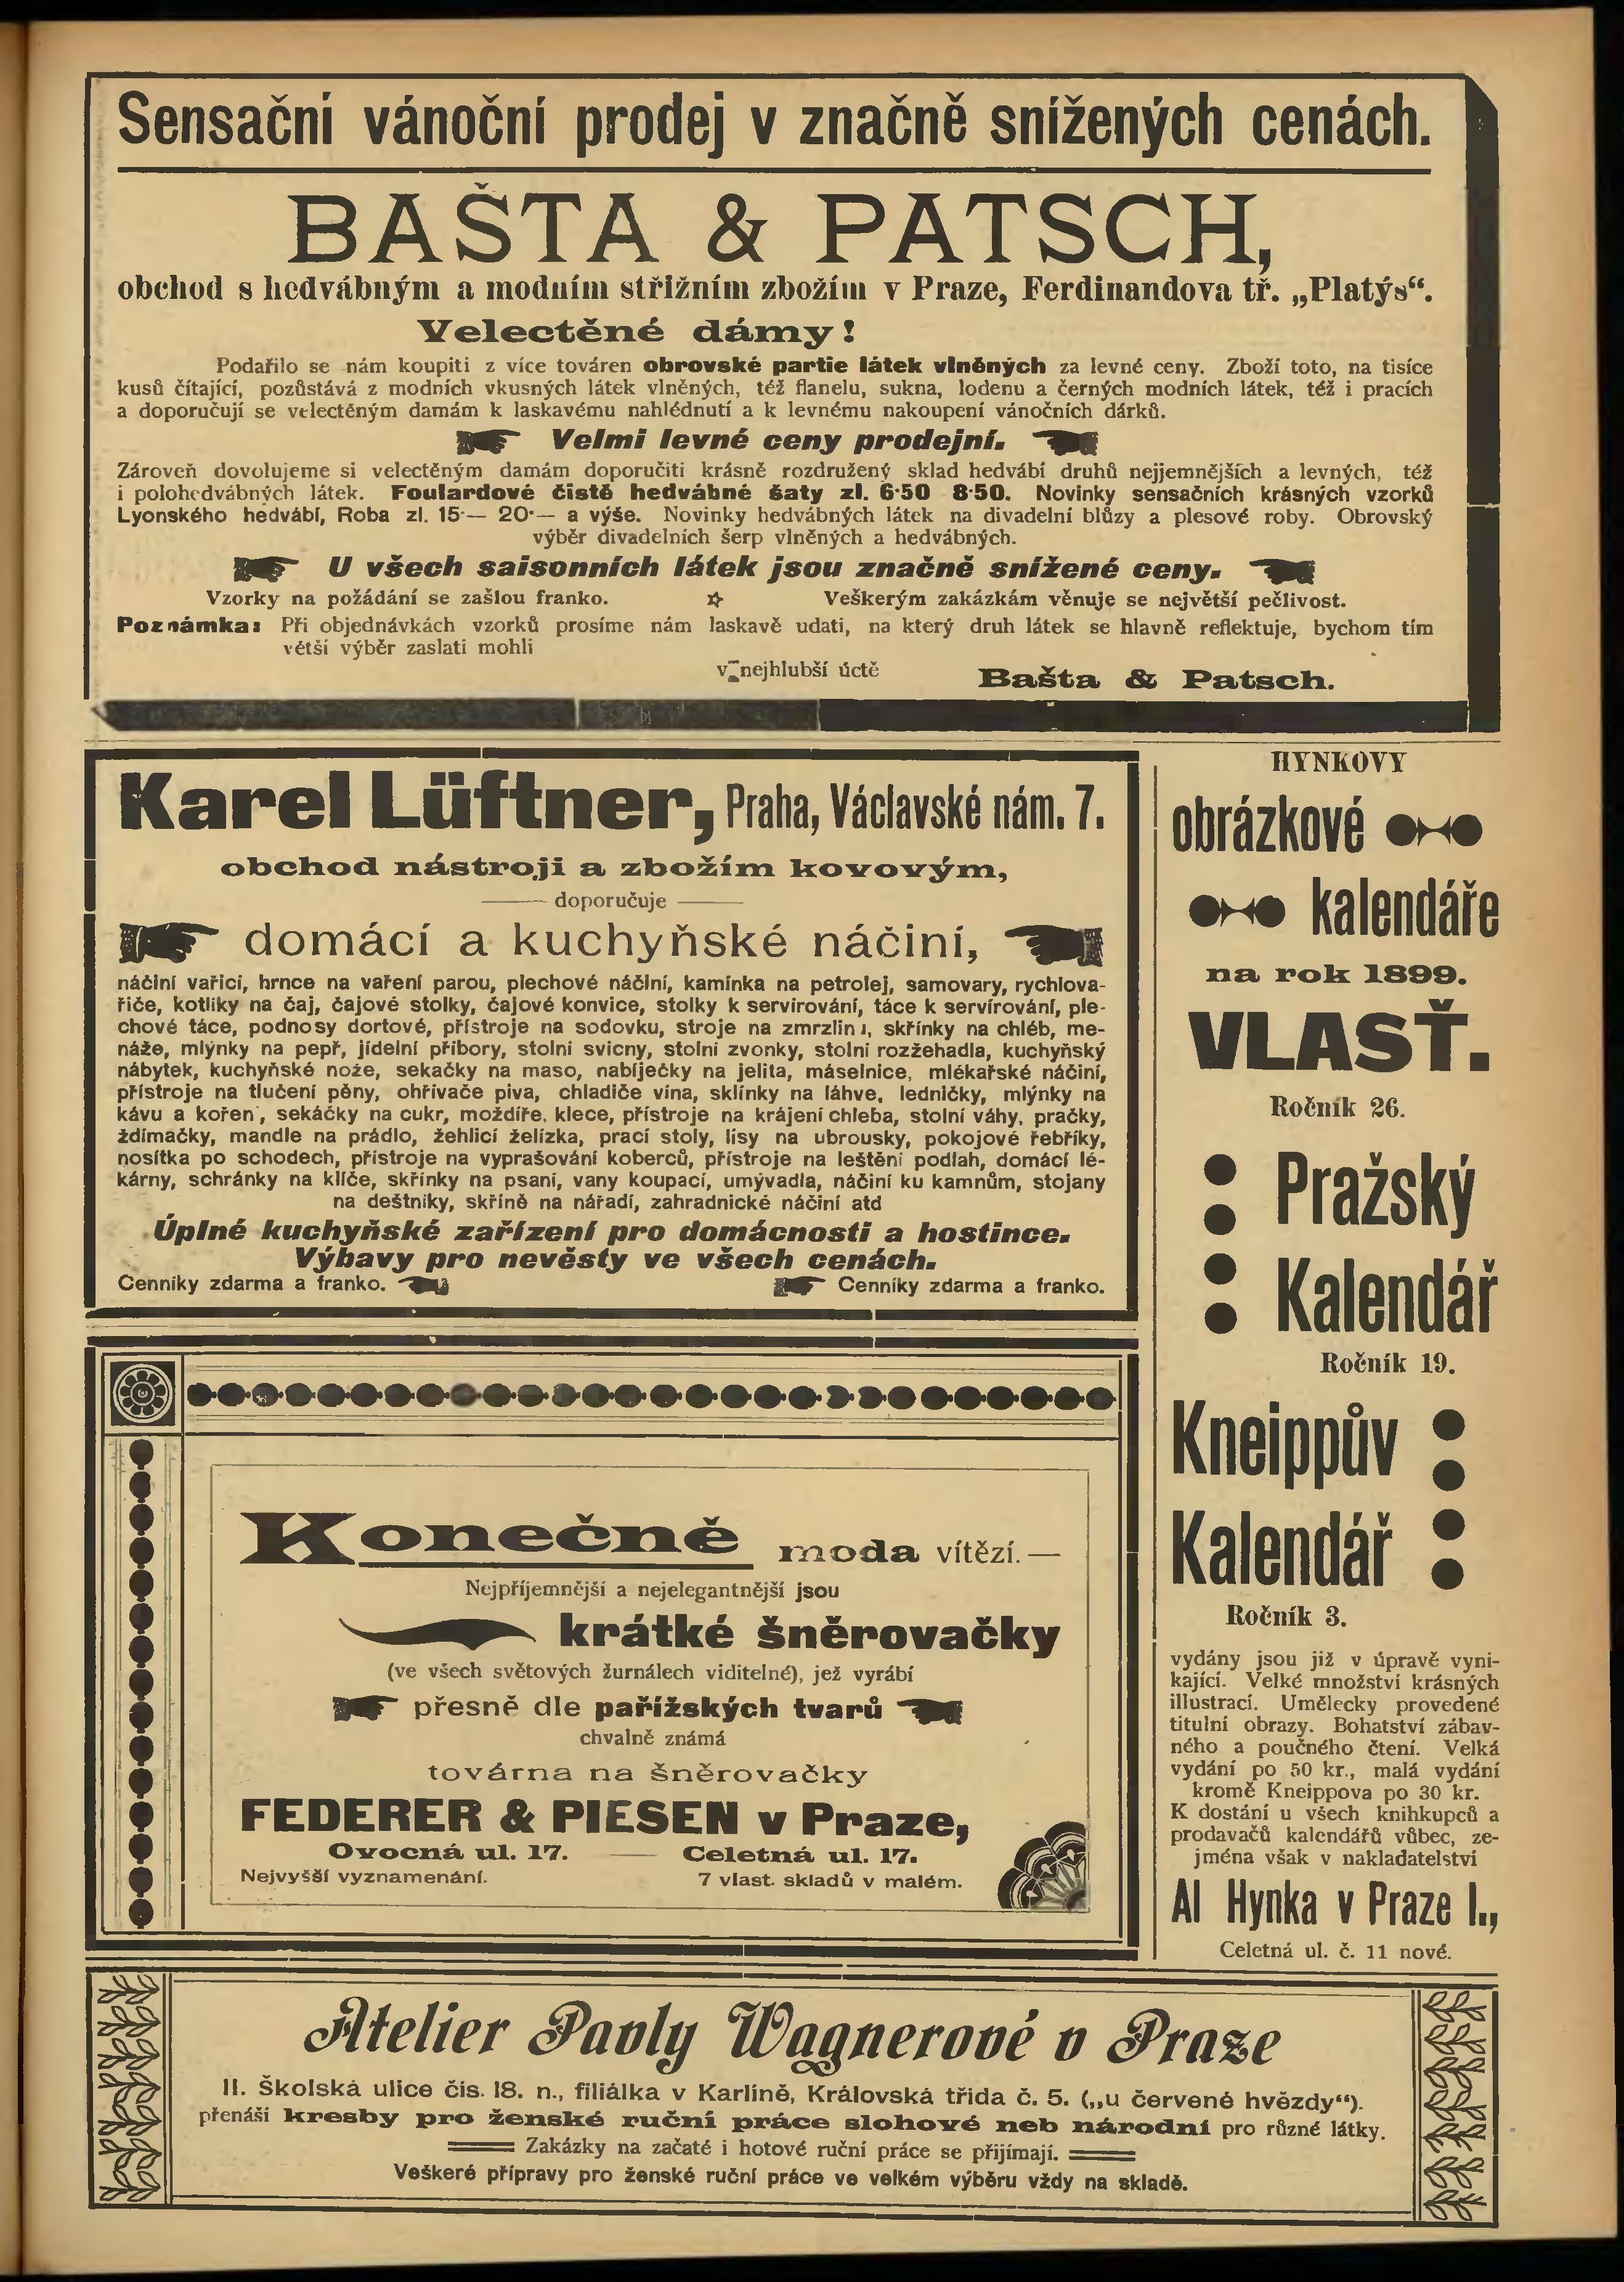 Sensační vánoční prodej v značně snížených cenách.
BAŠTA & PATSCH,
obchod s hedvábným a modním střižním zbožím v Praze, Ferdinandova tř. „Platýs“.
Velectěné dámy!
Podařilo se nám koupiti z více továren obrovské partie látek vlněných za levné ceny. Zboží toto, na tisíce
kusů čítající, pozůstává z modních vkusných látek vlněných, též flanelu, sukna, lodenu a černých modních látek, též i pracích
a doporučují se velectěným damám k laskavému nahlédnutí a k levnému nakoupení vánočních dárků.
Velmi levné ceny prodejní.
Zároveň dovolujeme si velectěným damám doporučiti krásně rozdružený sklad hedvábí druhů nejjemnějších a levných, též
i polohedvábných látek. Foulardové čistě hedvábné šaty zl. 6·50 8·50. Novinky sensačních krásných vzorků
Lyonského hedvábí, Roba zl. 15·— 20·— a výše. Novinky hedvábných látek na divadelní blůzy a plesové roby. Obrovský
výběr divadelních šerp vlněných a hedvábných.
U všech saisonních látek jsou značně snížené ceny.
Vzorky na požádání se zašlou franko. ☆ Veškerým zakázkám věnuje se největší pečlivost.
Poznámka: Při objednávkách vzorků prosíme nám laskavě udati, na který druh látek se hlavně reflektuje, bychom tím
větší výběr zaslati mohli
v nejhlubší úctě Bašta & Patsch.
Karel Lüftner, Praha, Václavské nám. 7.
obchod nástroji a zbožím kovovým,
doporučuje
domácí a kuchyňské náčiní,
náčiní vařicí, hrnce na vaření parou, plechové náčiní, kamínka na petrolej, samovary, rychlova-
řiče, kotlíky na čaj, čajové stolky, čajové konvice, stolky k servirování, táce k servírování, ple-
chové táce, podnosy dortové, přístroje na sodovku, stroje na zmrzlinu, skřínky na chléb, me-
náže, mlýnky na pepř, jídelní příbory, stolní svícny, stolní zvonky, stolní rozžehadla, kuchyňský
nábytek, kuchyňské nože, sekačky na maso, nabíječky na jelita, máselnice, mlékařské náčiní,
přístroje na tlučení pěny, ohřívače piva, chladiče vína, sklínky na láhve, ledničky, mlýnky na
kávu a koření, sekáčky na cukr, moždíře, klece, přístroje na krájení chleba, stolní váhy, pračky,
ždímačky, mandle na prádlo, žehlicí želízka, prací stoly, lisy na ubrousky, pokojové řebříky,
nosítka po schodech, přístroje na vyprašování koberců, přístroje na leštění podlah, domácí lé-
kárny, schránky na klíče, skřínky na psaní, vany koupací, umývadla, náčiní ku kamnům, stojany
na deštníky, skříně na nářadí, zahradnické náčiní atd
Úplné kuchyňské zařízení pro domácnosti a hostince.
Výbavy pro nevěsty ve všech cenách.
Cenníky zdarma a franko. Cenníky zdarma a franko.
Konečně moda vítězí.—
Nejpříjemnější a nejelegantnější jsou
krátké šněrovačky
(ve všech světových žurnálech viditelné), jež vyrábí
přesně dle pařížských tvarů
chvalně známá
továrna na šněrovačky
FEDERER & PIESEN v Praze,
Ovocná ul. 17. — Celetná ul. 17.
Nejvyšší vyznamenání. 7 vlast. skladů v malém.
HYNKOVY
obrázkové
kalendáře
na rok 1899.
VLASŤ.
Ročník 26.
Pražský
Kalendář
Ročník 19.
Kneippův
Kalendář
Ročník 3.
vydány jsou již v úpravě vyni-
kající. Velké množství krásných
illustrací. Umělecky provedené
titulní obrazy. Bohatství zábav-
ného a poučného čtení. Velká
vydání po 50 kr., malá vydání
kromě Kneippova po 30 kr.
K dostání u všech knihkupců a
prodavačů kalendářů vůbec, ze-
jména však v nakladatelství
Al Hynka v Praze I.,
Celetná ul. č. 11 nové.
Atelier Pavly Wagnerové v Praze
II. Školská ulice čís. 18. n., filiálka v Karlíně, Královská třída č. 5. („u červené hvězdy“).
přenáší kresby pro ženské ruční práce slohové neb národní pro různé látky.
Zakázky na začaté i hotové ruční práce se přijímají.
Veškeré přípravy pro ženské ruční práce ve velkém výběru vždy na skladě.